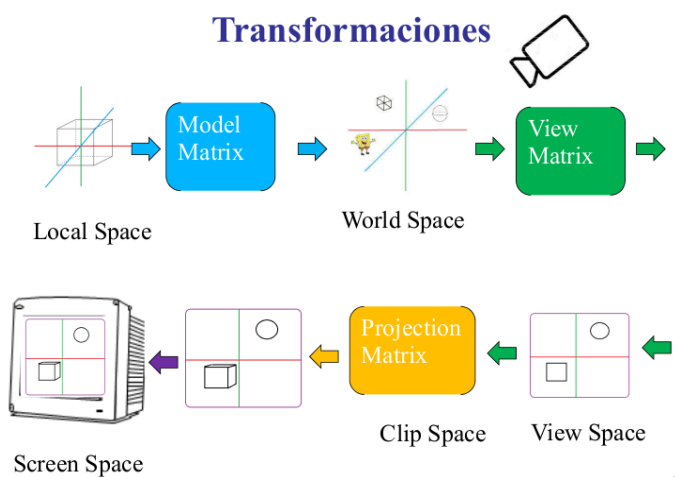 Transformaciones
Model
Matrix
View
Matrix
Local Space
World Space
Projection
Matrix
Clip Space
View Space
Screen Space